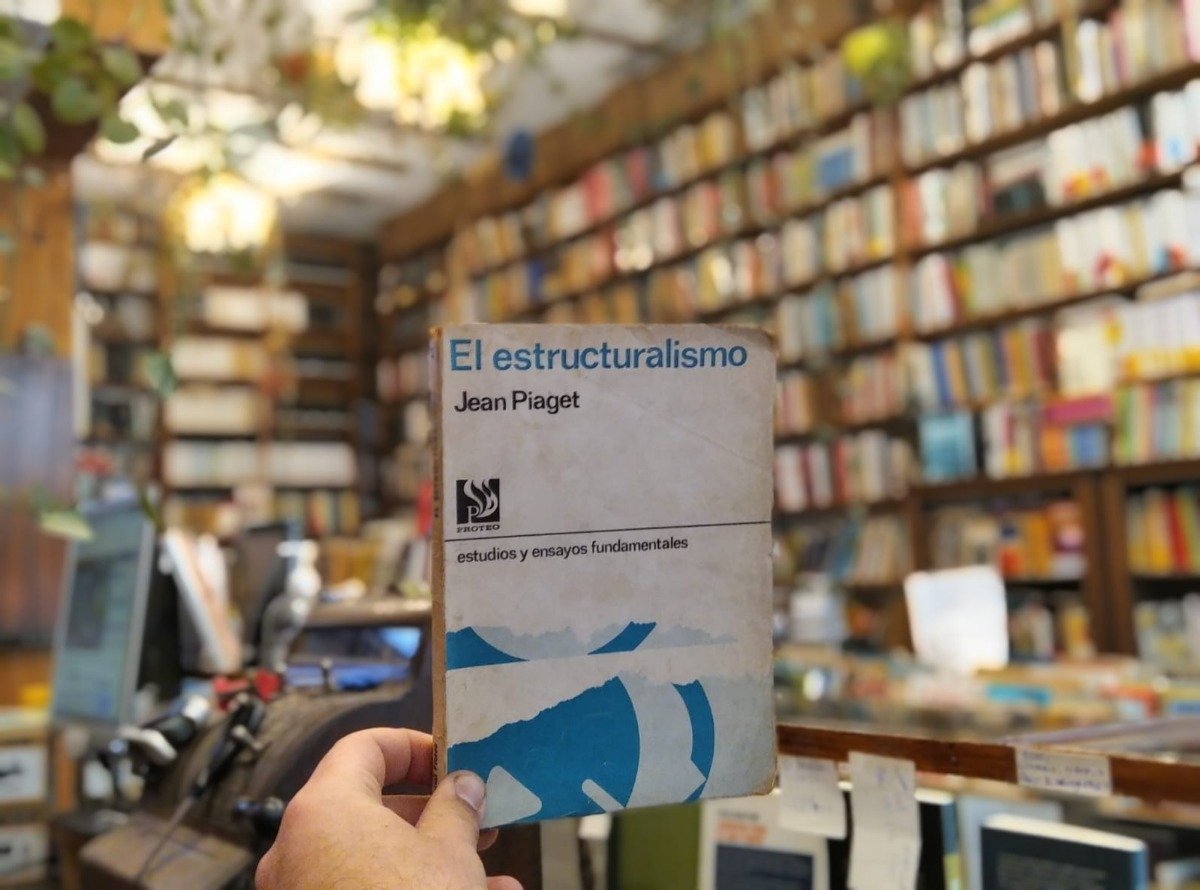 El estructuralismo
Jean Piaget
PROTEO
estudios y ensayos fundamentales